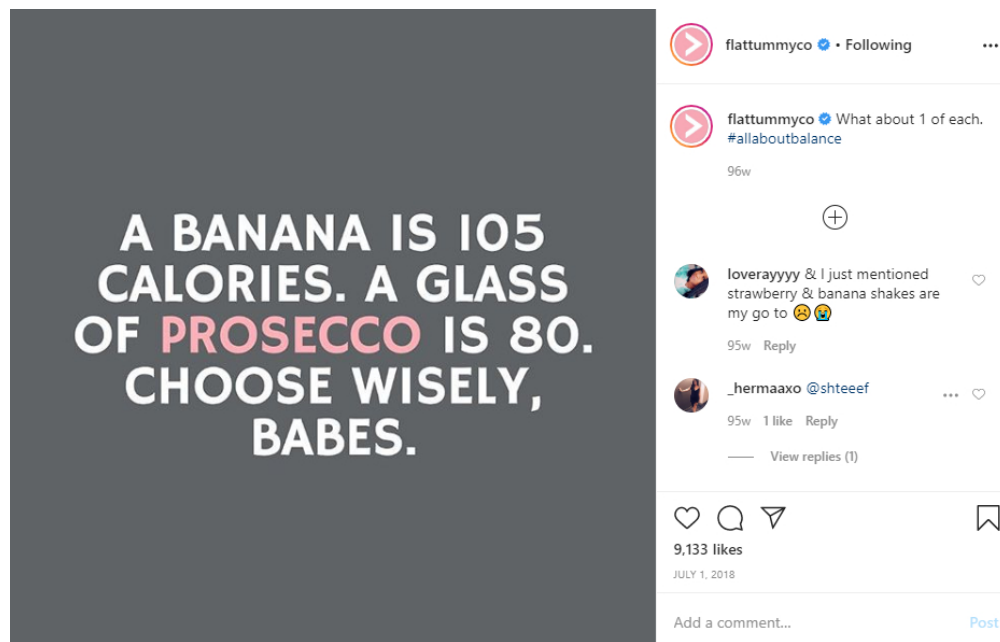 A BANANA IS 105
CALORIES. A GLASS
OF PROSECCO IS 80.
CHOOSE WISELY,
BABES.
flattummyco • Following
flattummyco What about 1 of each.
#allaboutbalance
96w
loverayyyy & I just mentioned
strawberry & banana shakes are
my go to ☹️😭
95w Reply
_hermaaxo @shteeef
95w 1 like Reply
View replies (1)
9,133 likes
JULY 1, 2018
Add a comment... Post